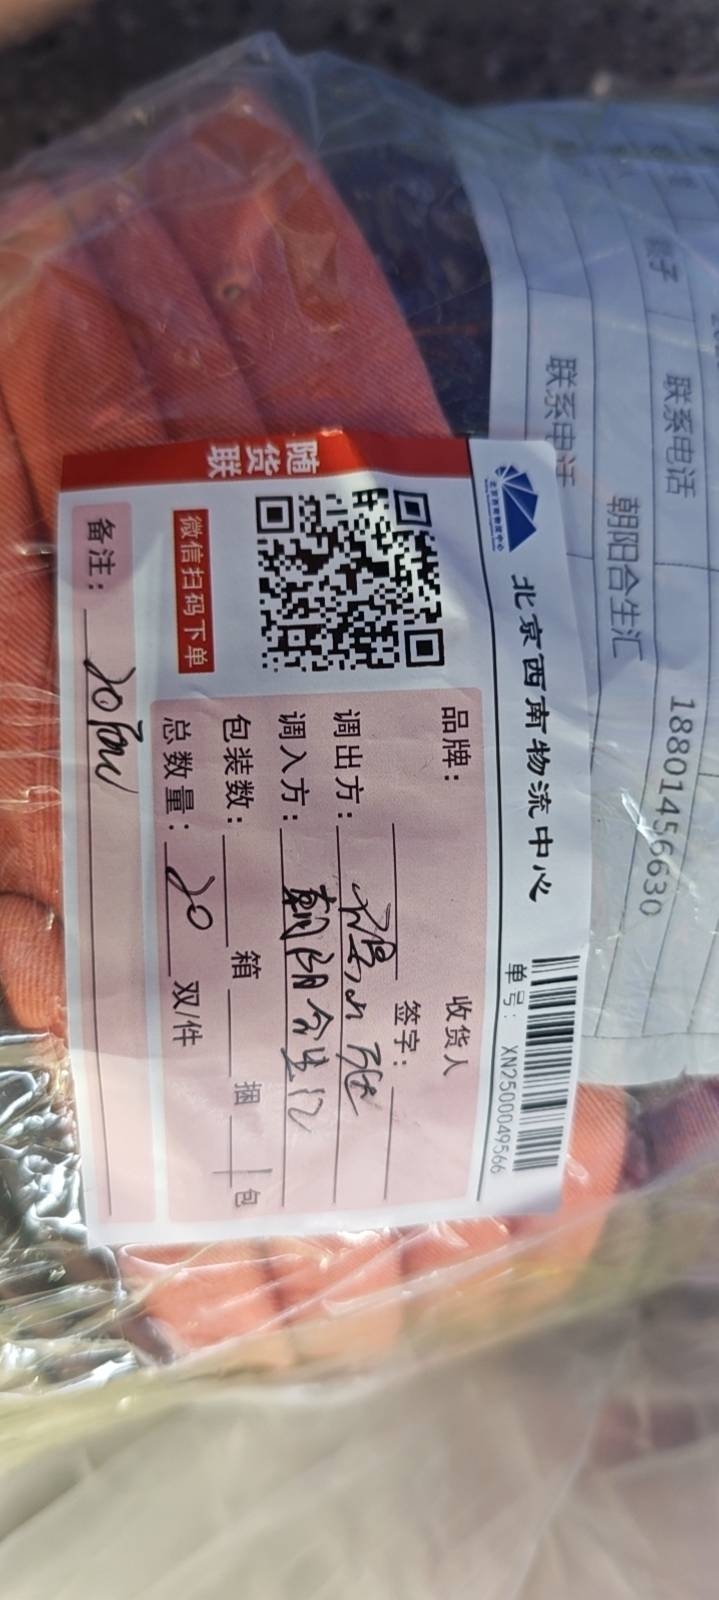 北京西南物流中心
单号：XN2500049566
随货联
微信扫码下单
品牌：
收货人
签字：
调出方：
调入方：朝阳合生汇
包装数： 箱 捆 1 包
总数量：20 双/件
备注：
联系电话 18801456630
朝阳合生汇
联系电话